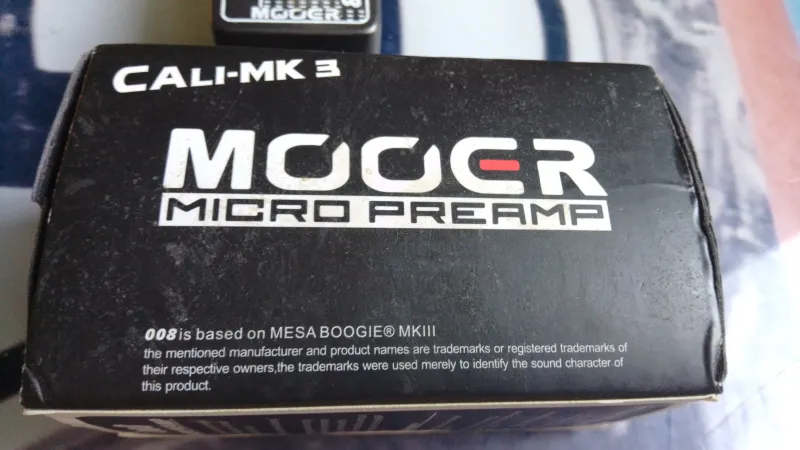 MOOER
CALI-MK 3
MOOER
MICRO PREAMP
008 is based on MESA BOOGIE® MKIII
the mentioned manufacturer and product names are trademarks or registered trademarks of
their respective owners,the trademarks were used merely to identify the sound character of
this product.